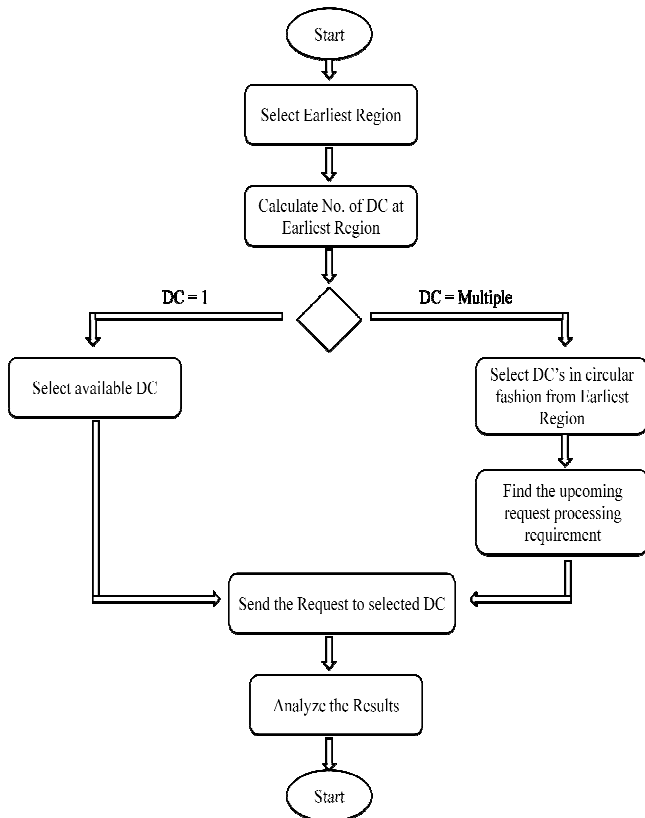 Start
Select Earliest Region
Calculate No. of DC at
Earliest Region
DC = 1
DC = Multiple
Select available DC
Select DC's in circular
fashion from Earliest
Region
Find the upcoming
request processing
requirement
Send the Request to selected DC
Analyze the Results
Start